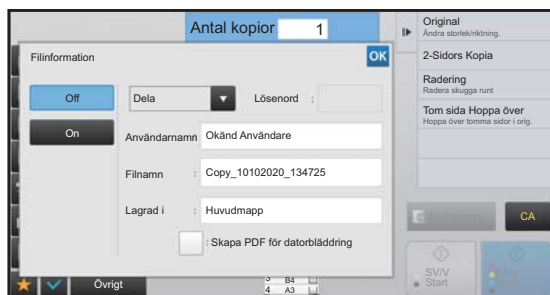 Antal kopior 1
Original
Ändra storlek/riktning.
2-Sidors Kopia
Radering
Radera skugga runt
Tom sida Hoppa över
Hoppa över tomma sidor i orig.
Filinformation
OK
Off
On
Dela
Lösenord :
Användarnamn Okänd Användare
Filnamn : Copy_10102020_134725
Lagrad i : Huvudmapp
: Skapa PDF för datorbläddring
CA
SV/V
Start
Färg
Start
Övrigt
3 B4
4 A3